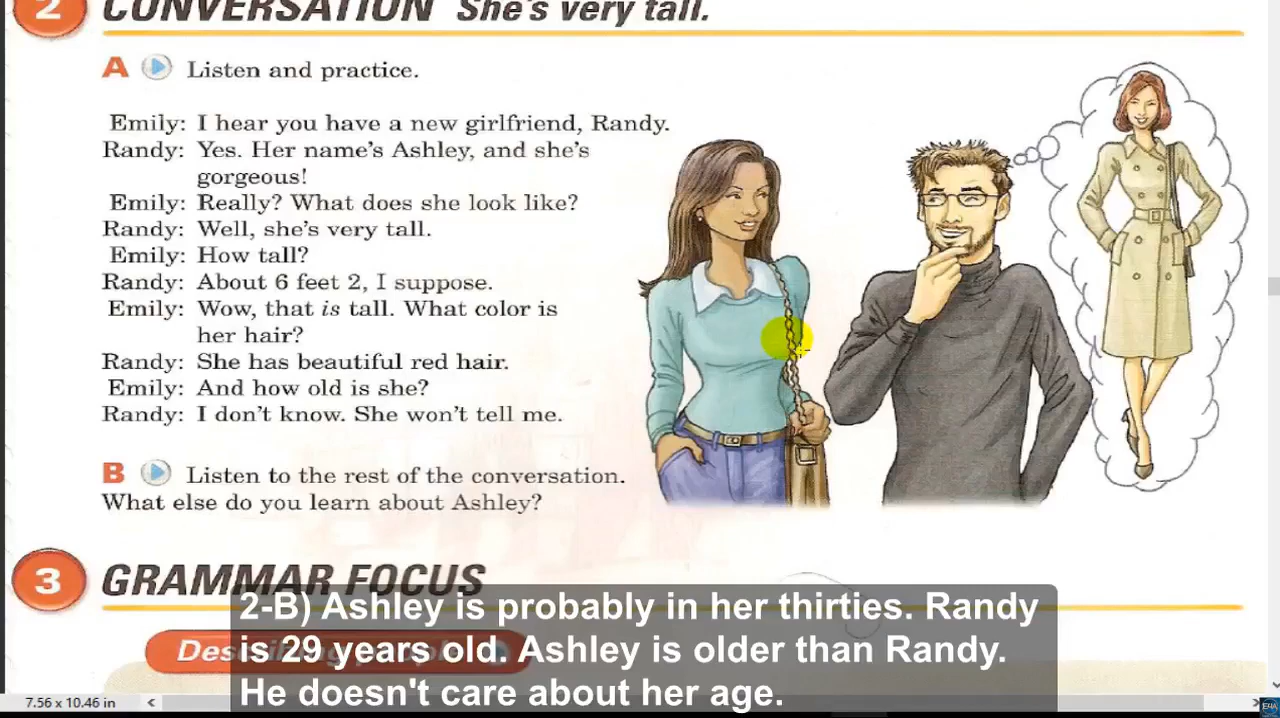 2 CONVERSATION She's very tall.
A Listen and practice.
Emily: I hear you have a new girlfriend, Randy.
Randy: Yes. Her name's Ashley, and she's
gorgeous!
Emily: Really? What does she look like?
Randy: Well, she's very tall.
Emily: How tall?
Randy: About 6 feet 2, I suppose.
Emily: Wow, that is tall. What color is
her hair?
Randy: She has beautiful red hair.
Emily: And how old is she?
Randy: I don't know. She won't tell me.
B Listen to the rest of the conversation.
What else do you learn about Ashley?
3 GRAMMAR FOCUS
2-B) Ashley is probably in her thirties. Randy
is 29 years old. Ashley is older than Randy.
He doesn't care about her age.
7.56 x 10.46 in